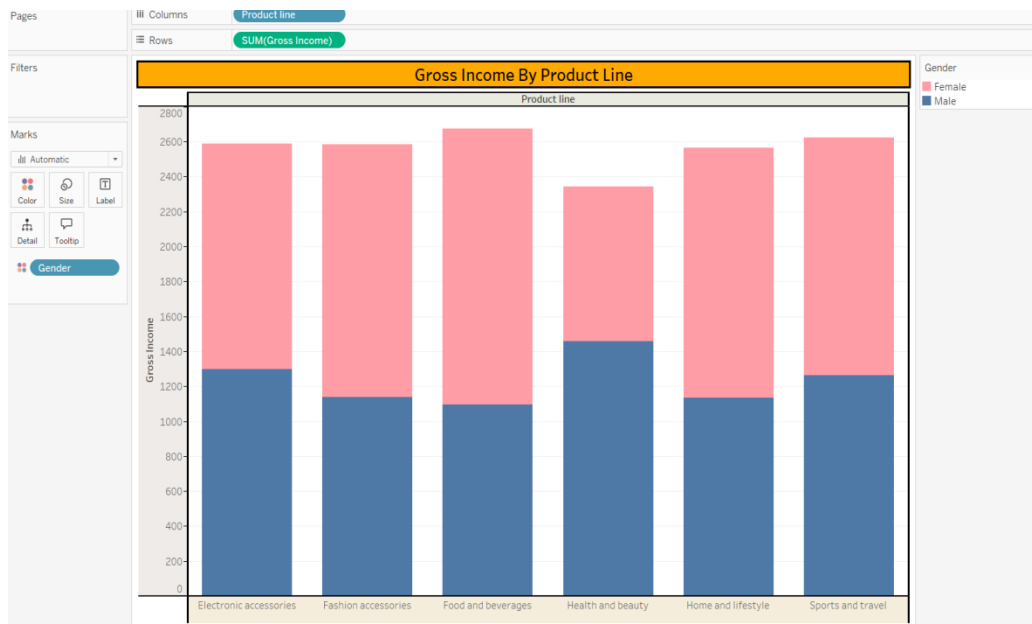 Pages
Columns
Product line
Rows
SUM(Gross Income)
Filters
Marks
Automatic
Color
Size
Label
Detail
Tooltip
Gender
Gross Income By Product Line
Product line
Gross Income
2800
2600
2400
2200
2000
1800
1600
1400
1200
1000
800
600
400
200
0
Electronic accessories
Fashion accessories
Food and beverages
Health and beauty
Home and lifestyle
Sports and travel
Gender
Female
Male